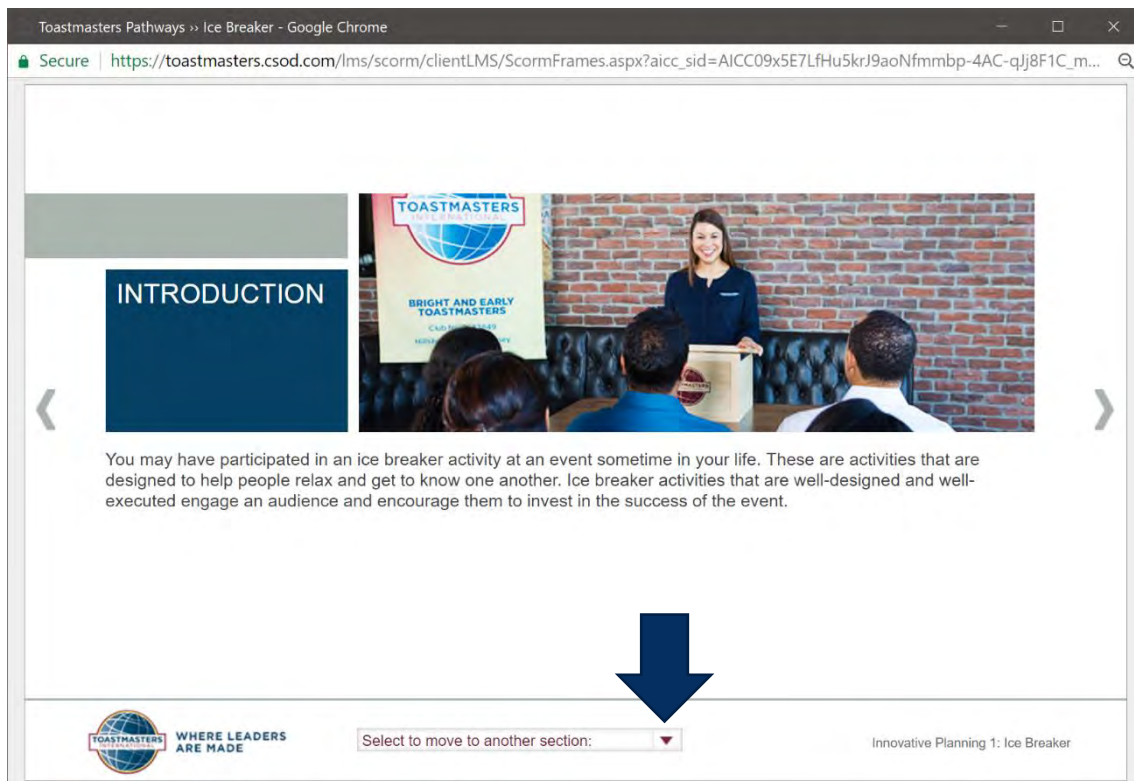 Toastmasters Pathways ›› Ice Breaker - Google Chrome
Secure | https://toastmasters.csod.com/lms/scorm/clientLMS/ScormFrames.aspx?aicc_sid=AICC09x5E7LfHu5krJ9aoNfmmbp-4AC-qJj8F1C_m...
TOASTMASTERS
INTERNATIONAL
BRIGHT AND EARLY
TOASTMASTERS
INTRODUCTION
You may have participated in an ice breaker activity at an event sometime in your life. These are activities that are
designed to help people relax and get to know one another. Ice breaker activities that are well-designed and well-
executed engage an audience and encourage them to invest in the success of the event.
TOASTMASTERS
INTERNATIONAL
WHERE LEADERS
ARE MADE
Select to move to another section:
Innovative Planning 1: Ice Breaker